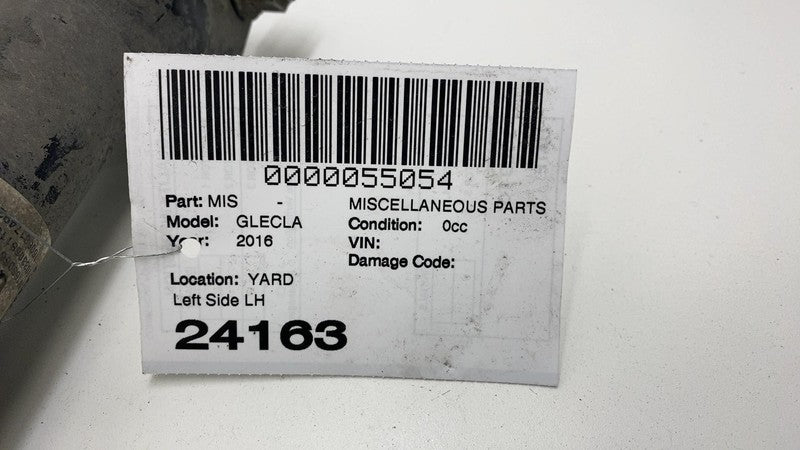 0000055054
Part: MIS - MISCELLANEOUS PARTS
Model: GLECLA Condition: 0cc
Year: 2016 VIN:
Damage Code:
Location: YARD
Left Side LH
24163